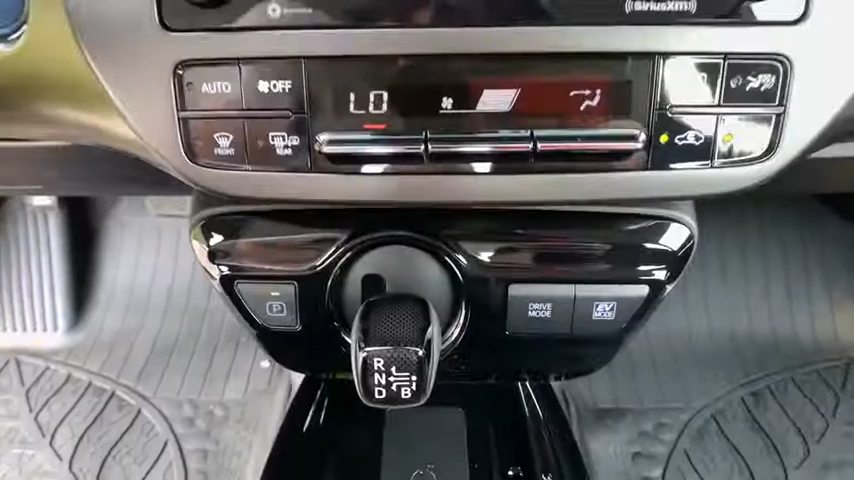 SiriusXM
AUTO
OFF
LO
FRONT
REAR
P
DRIVE MODE
EV MODE
R
N
D B